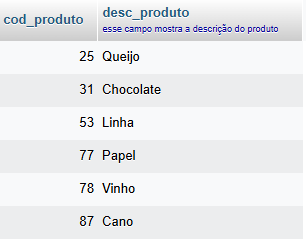 cod_produto desc_produto
esse campo mostra a descrição do produto
25 Queijo
31 Chocolate
53 Linha
77 Papel
78 Vinho
87 Cano